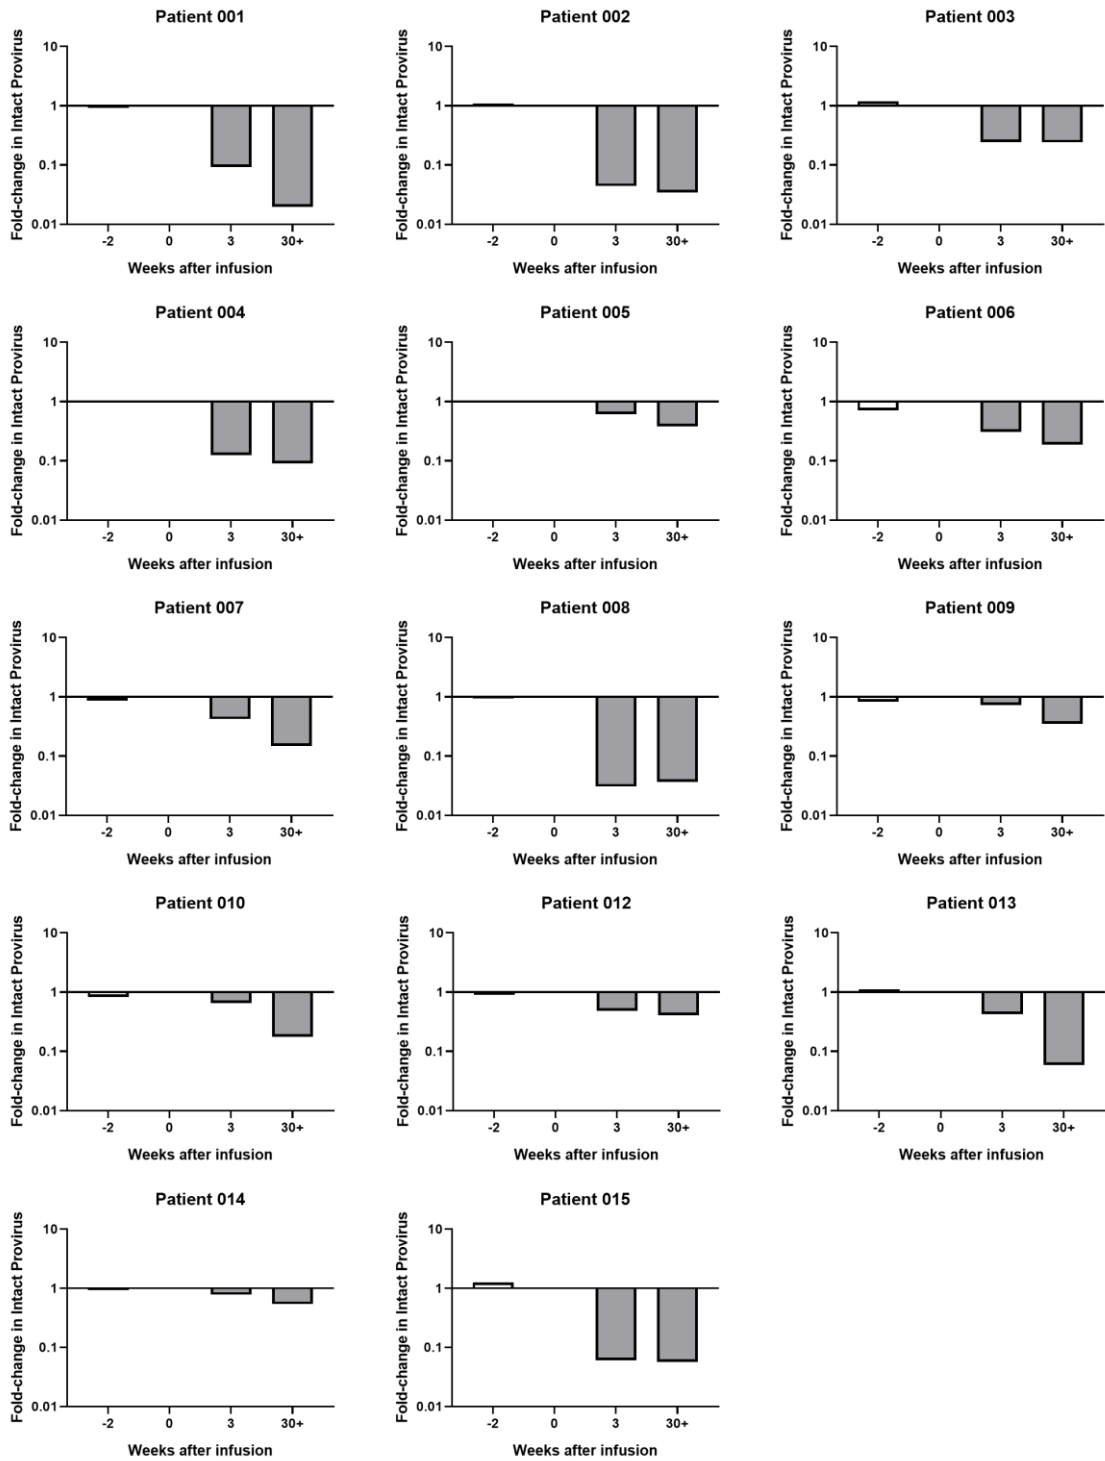 Patient 001
Fold-change in Intact Provirus
10
1
0.1
0.01
-2 0 3 30+
Weeks after infusion
Patient 002
Fold-change in Intact Provirus
10
1
0.1
0.01
-2 0 3 30+
Weeks after infusion
Patient 003
Fold-change in Intact Provirus
10
1
0.1
0.01
-2 0 3 30+
Weeks after infusion
Patient 004
Fold-change in Intact Provirus
10
1
0.1
0.01
-2 0 3 30+
Weeks after infusion
Patient 005
Fold-change in Intact Provirus
10
1
0.1
0.01
-2 0 3 30+
Weeks after infusion
Patient 006
Fold-change in Intact Provirus
10
1
0.1
0.01
-2 0 3 30+
Weeks after infusion
Patient 007
Fold-change in Intact Provirus
10
1
0.1
0.01
-2 0 3 30+
Weeks after infusion
Patient 008
Fold-change in Intact Provirus
10
1
0.1
0.01
-2 0 3 30+
Weeks after infusion
Patient 009
Fold-change in Intact Provirus
10
1
0.1
0.01
-2 0 3 30+
Weeks after infusion
Patient 010
Fold-change in Intact Provirus
10
1
0.1
0.01
-2 0 3 30+
Weeks after infusion
Patient 012
Fold-change in Intact Provirus
10
1
0.1
0.01
-2 0 3 30+
Weeks after infusion
Patient 013
Fold-change in Intact Provirus
10
1
0.1
0.01
-2 0 3 30+
Weeks after infusion
Patient 014
Fold-change in Intact Provirus
10
1
0.1
0.01
-2 0 3 30+
Weeks after infusion
Patient 015
Fold-change in Intact Provirus
10
1
0.1
0.01
-2 0 3 30+
Weeks after infusion